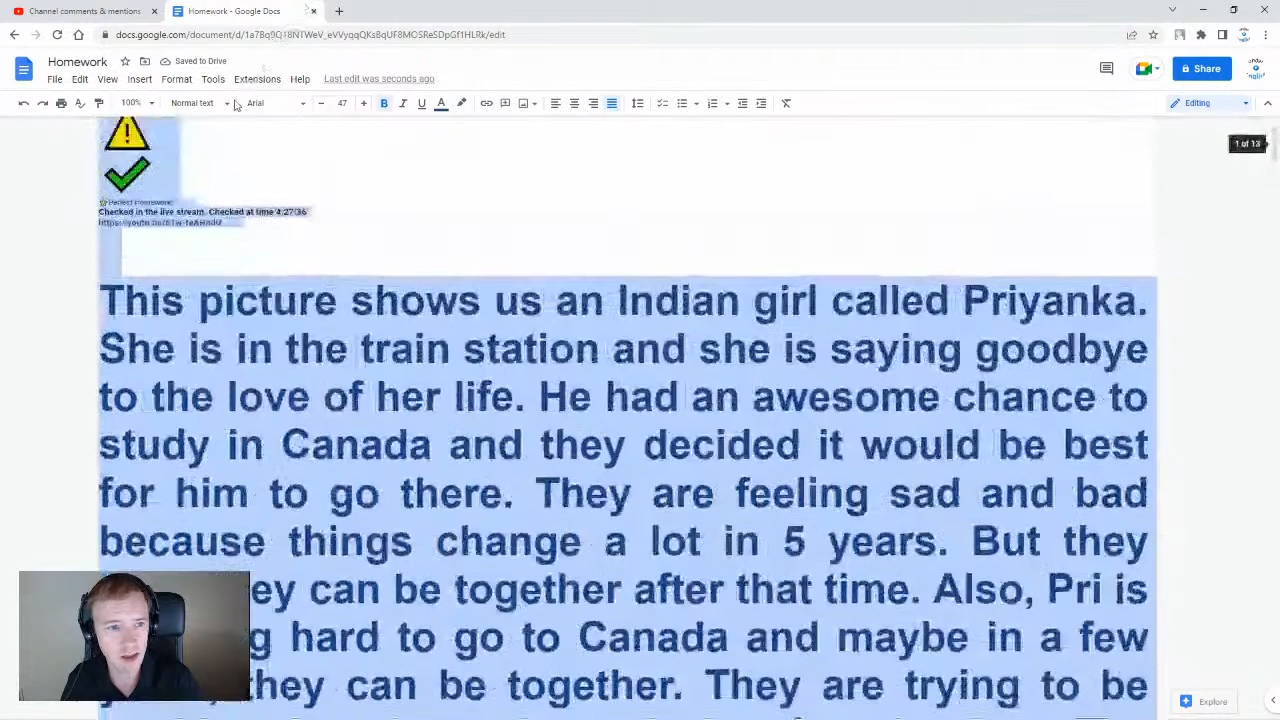 Channel comments & mentions
Homework - Google Docs
docs.google.com/document/d/
/edit
Homework
Saved to Drive
File Edit View Insert Format Tools Extensions Help Last edit was seconds ago
Share
100% Normal text Arial 47 Editing
1 of 13
Perfect Homework
Checked in the live stream. Checked at time 4:27:36
This picture shows us an Indian girl called Priyanka.
She is in the train station and she is saying goodbye
to the love of her life. He had an awesome chance to
study in Canada and they decided it would be best
for him to go there. They are feeling sad and bad
because things change a lot in 5 years. But they
they can be together after that time. Also, Pri is
hard to go to Canada and maybe in a few
they can be together. They are trying to be
Explore